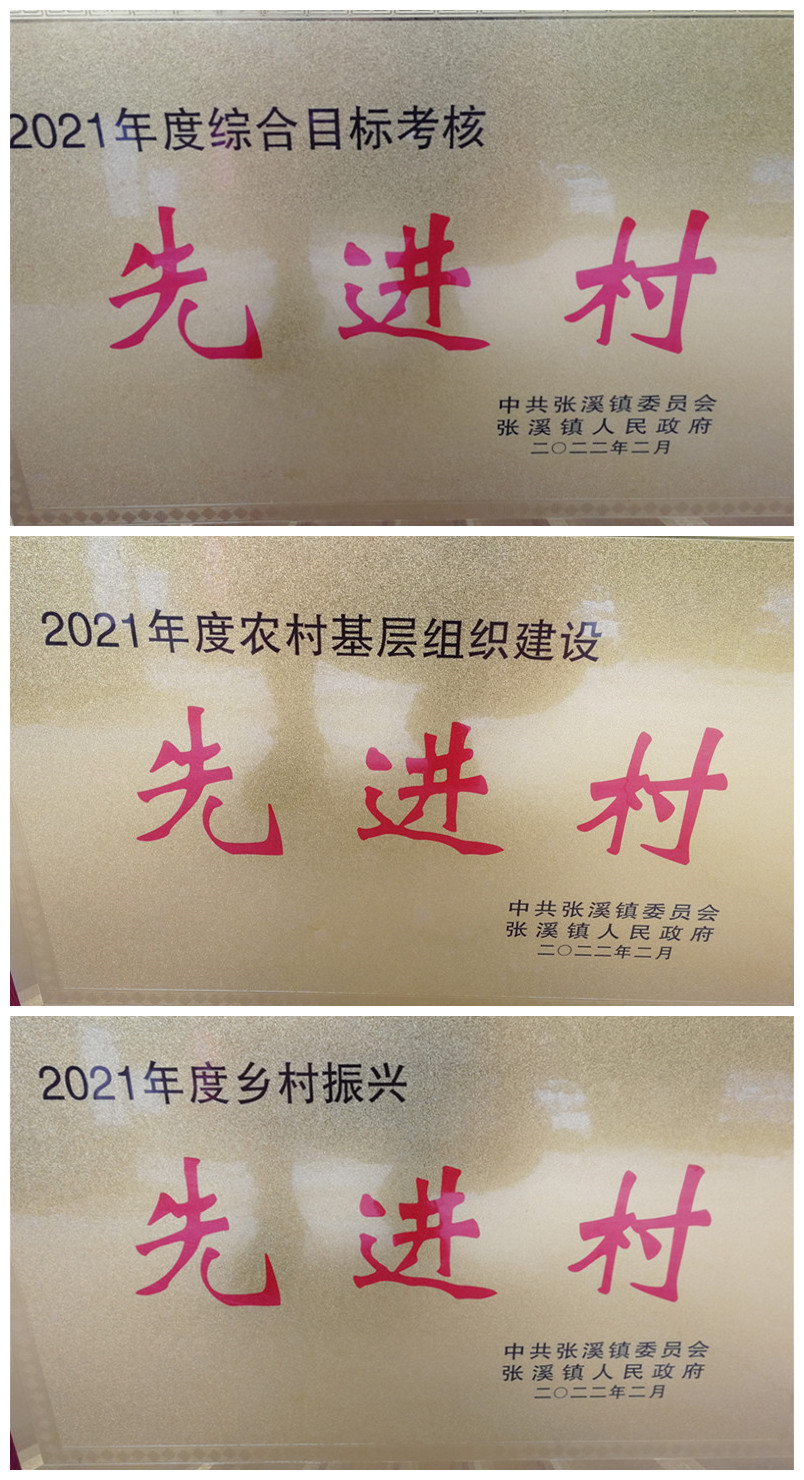 2021年度综合目标考核
先进村
中共张溪镇委员会
张溪镇人民政府
二〇二二年二月
2021年度农村基层组织建设
先进村
中共张溪镇委员会
张溪镇人民政府
二〇二二年二月
2021年度乡村振兴
先进村
中共张溪镇委员会
张溪镇人民政府
二〇二二年二月